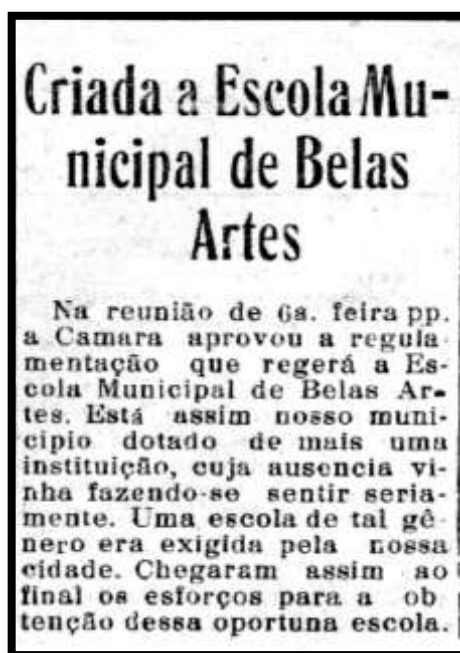 Criada a Escola Mu-
nicipal de Belas
Artes
Na reunião de 6a. feira pp.
a Camara aprovou a regula
mentação que regerá a Es-
cola Municipal de Belas Ar-
tes. Está assim nosso muni-
cipio dotado de mais uma
instituição, cuja ausencia vi-
nha fazendo-se sentir seria-
mente. Uma escola de tal gê-
nero era exigida pela nossa
cidade. Chegaram assim ao
final os esforços para a ob
tenção dessa oportuna escola.